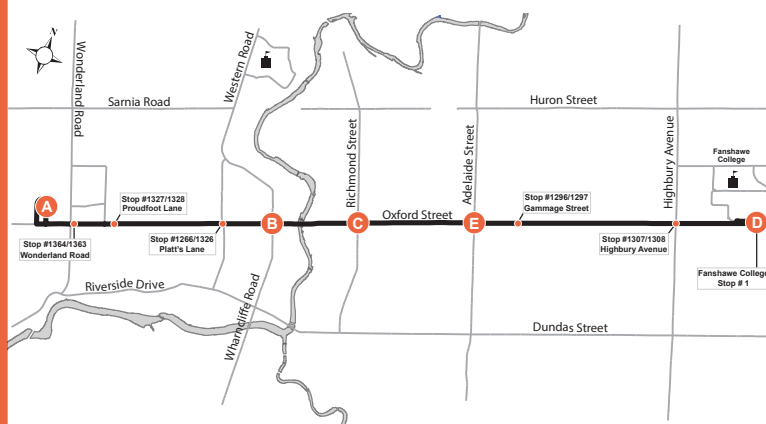 N
Wonderland Road
Western Road
Sarnia Road
Huron Street
Richmond Street
Adelaide Street
Highbury Avenue
Fanshawe
College
A
Stop #1327/1328
Proudfoot Lane
Stop #1296/1297
Gammage Street
Oxford Street
B
C
E
D
Stop #1364/1363
Wonderland Road
Stop #1266/1326
Platt's Lane
Stop #1307/1308
Highbury Avenue
Fanshawe College
Stop # 1
Riverside Drive
Wharncliffe Road
Dundas Street